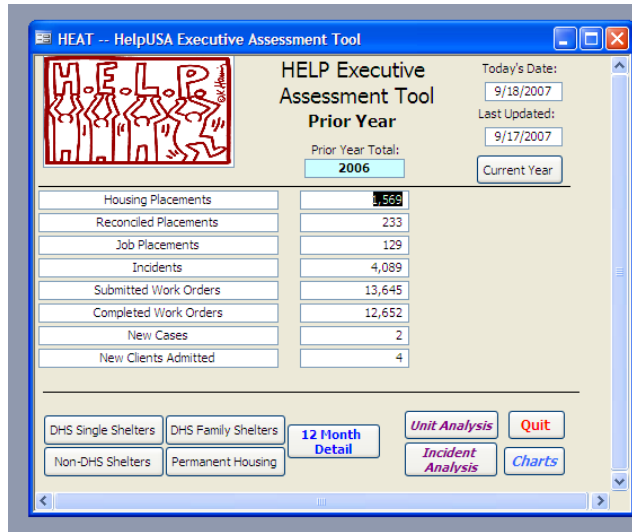 HEAT -- HelpUSA Executive Assessment Tool
H.E.L.P.
©K.Haring
HELP Executive
Assessment Tool
Prior Year
Prior Year Total:
2006
Today's Date:
9/18/2007
Last Updated:
9/17/2007
Current Year
Housing Placements 1,569
Reconciled Placements 233
Job Placements 129
Incidents 4,089
Submitted Work Orders 13,645
Completed Work Orders 12,652
New Cases 2
New Clients Admitted 4
DHS Single Shelters
DHS Family Shelters
Non-DHS Shelters
Permanent Housing
12 Month
Detail
Unit Analysis
Quit
Incident
Analysis
Charts